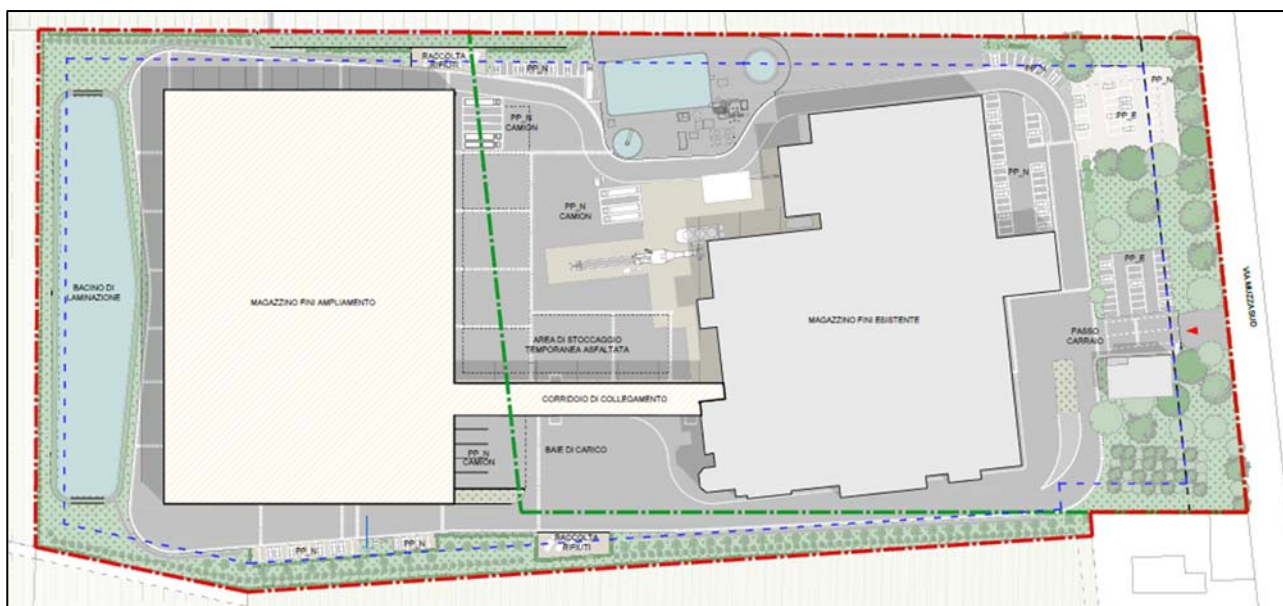 RACCOLTA
RIFIUTI
PP_N
PP_N
PP_N
PP_N
CAMION
PP_E
PP_N
CAMION
PP_N
BACINO DI
LAMINAZIONE
MAGAZZINO FINI AMPLIAMENTO
PP_E
VIA MUZZA SUD
MAGAZZINO FINI ESISTENTE
PASSO
CARRAIO
AREA DI STOCCAGGIO
TEMPORANEA ASFALTATA
CORRIDOIO DI COLLEGAMENTO
PP_N
CAMION
BAIE DI CARICO
RACCOLTA
RIFIUTI
PP_N
PP_N